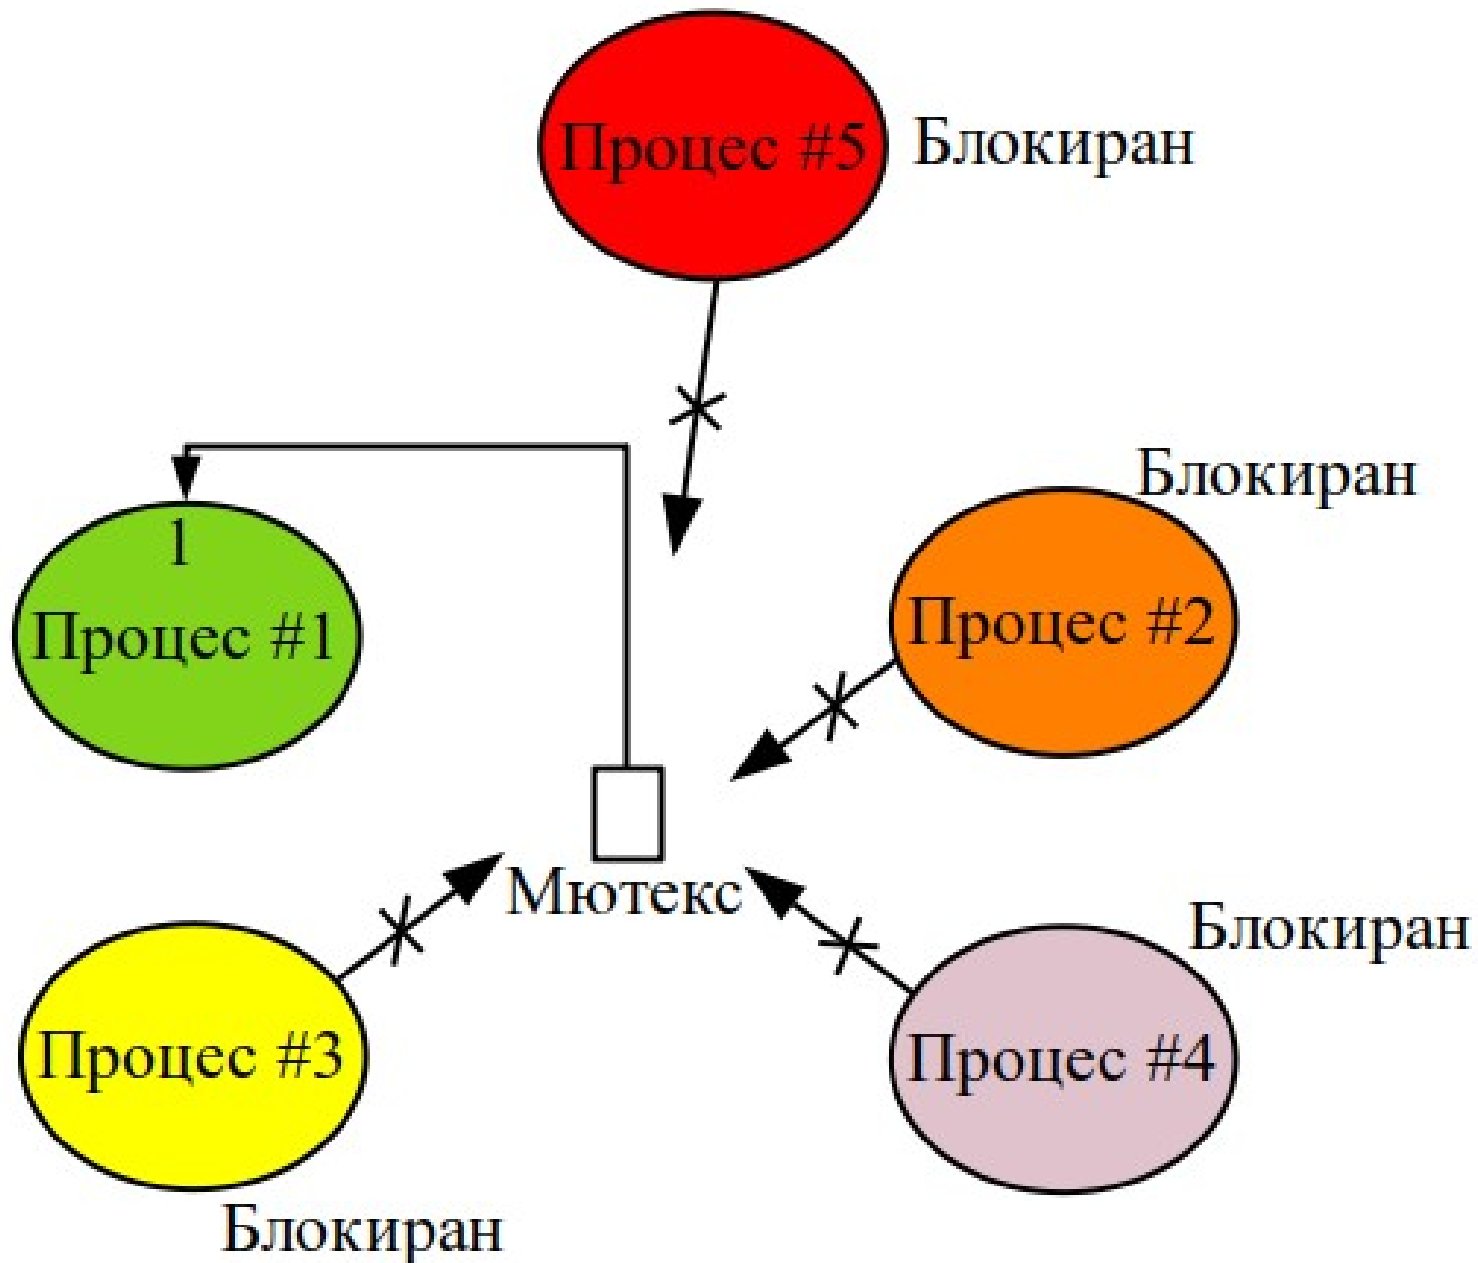 Процес #5
Блокиран
Блокиран
1
Процес #1
Процес #2
Мютекс
Блокиран
Процес #3
Процес #4
Блокиран